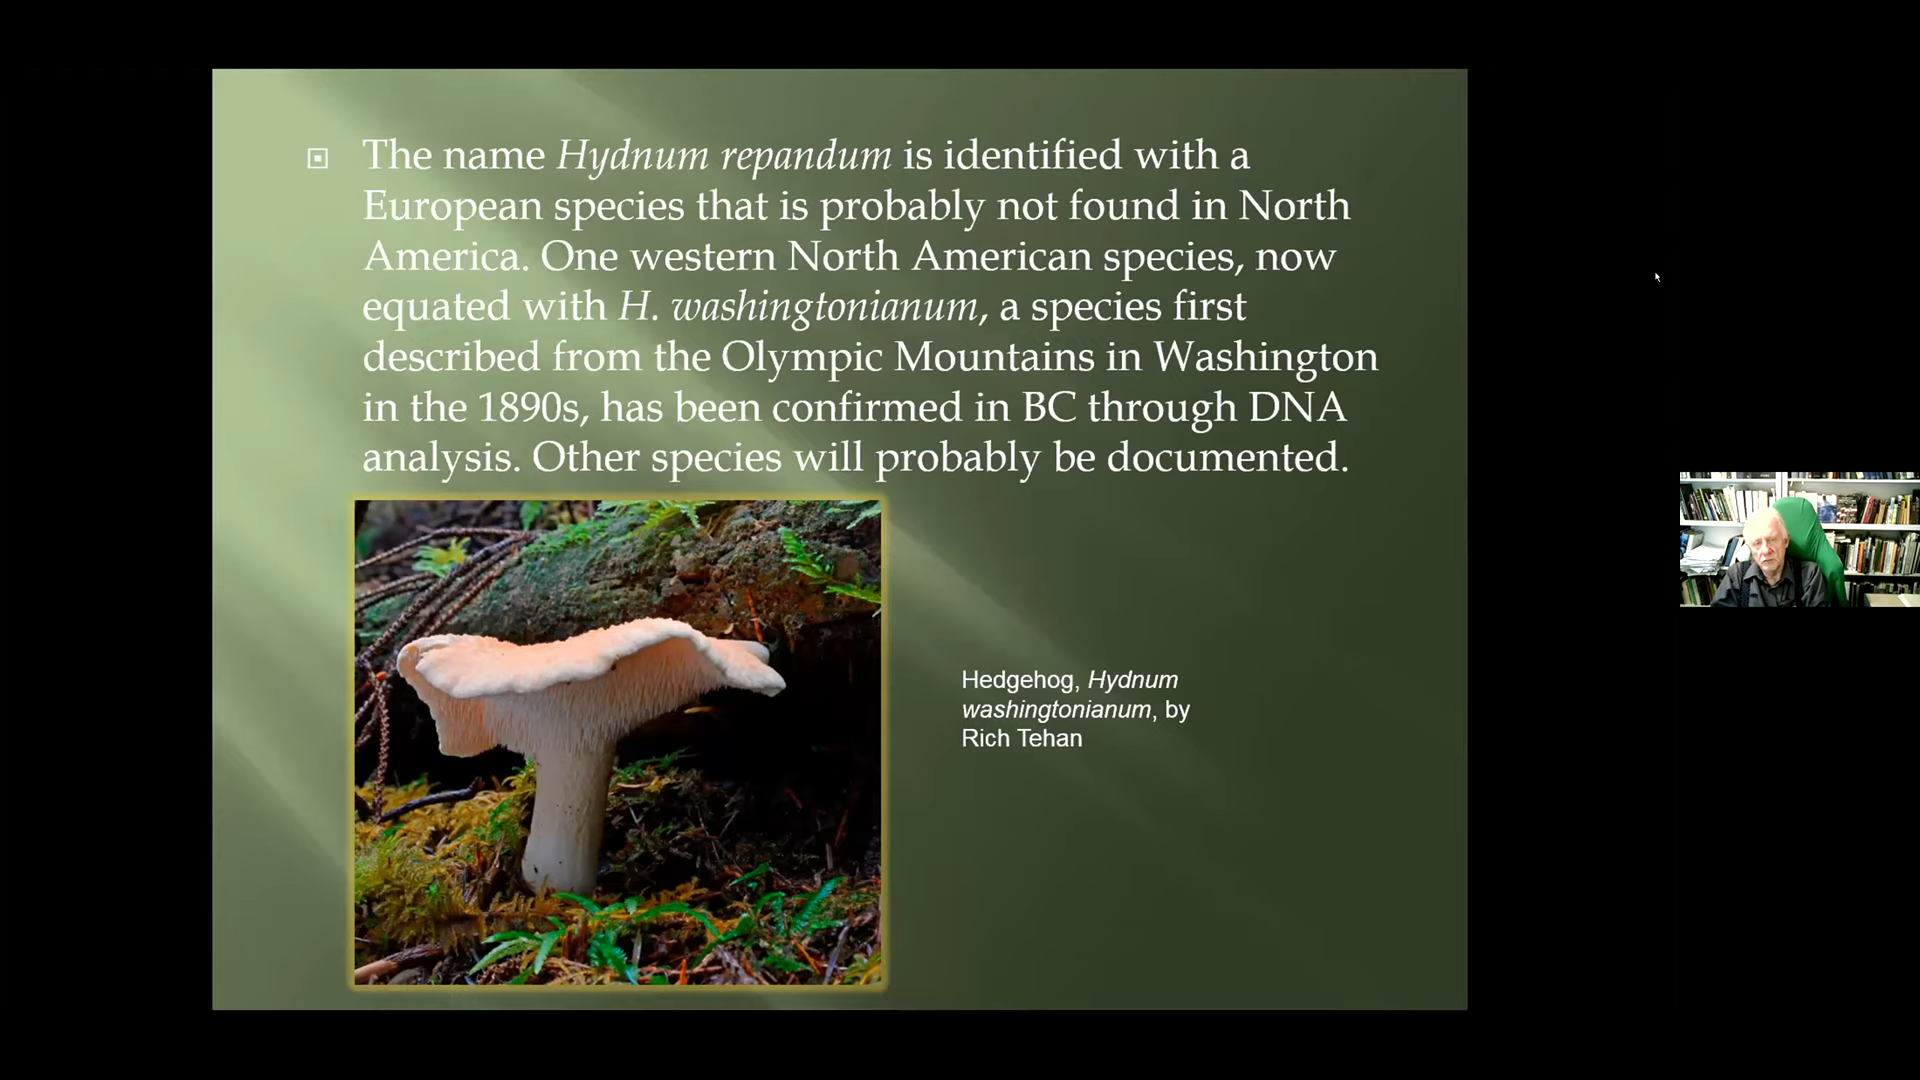 The name Hydnum repandum is identified with a
European species that is probably not found in North
America. One western North American species, now
equated with H. washingtonianum, a species first
described from the Olympic Mountains in Washington
in the 1890s, has been confirmed in BC through DNA
analysis. Other species will probably be documented.
Hedgehog, Hydnum
washingtonianum, by
Rich Tehan